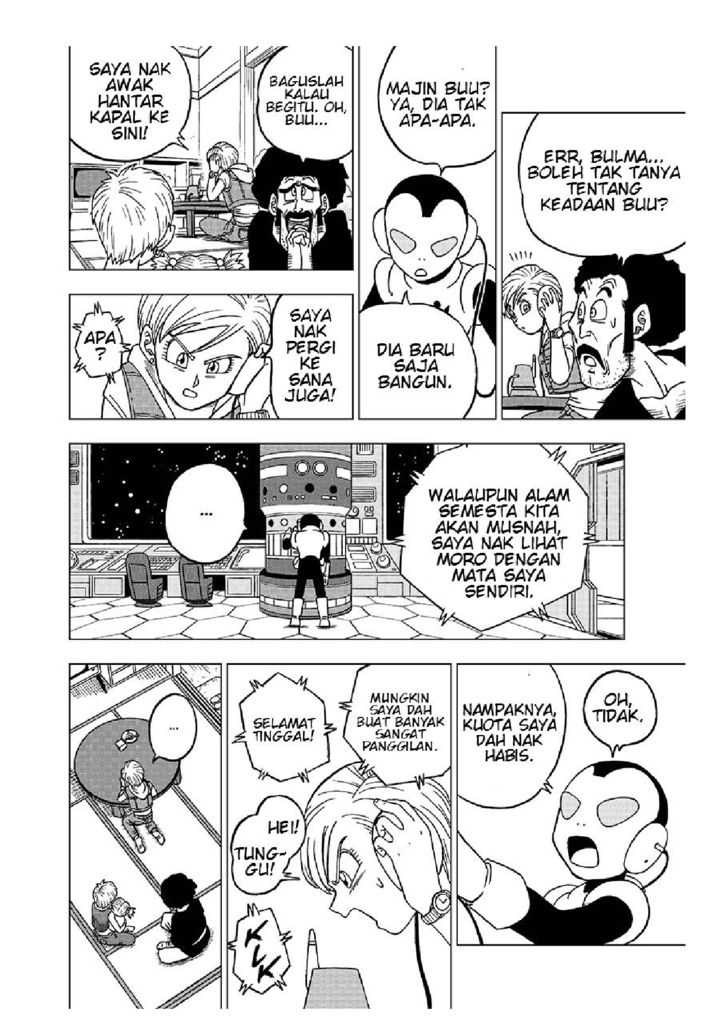 ERR, BULMA...
BOLEH TAK TANYA
TENTANG
KEADAAN BUU?
MAJIN BUU?
YA, DIA TAK
APA-APA.
DIA BARU
SAJA
BANGUN.
BAGUSLAH
KALAU
BEGITU. OH,
BUU...
SAYA NAK
AWAK
HANTAR
KAPAL KE
SINI!
SAYA
NAK
PERGI
KE
SANA
JUGA!
APA
?
WALAUPUN ALAM
SEMESTA KITA
AKAN MUSNAH,
SAYA NAK LIHAT
MORO DENGAN
MATA SAYA
SENDIRI.
...
OH,
TIDAK.
NAMPAKNYA,
KUOTA SAYA
DAH NAK
HABIS.
MUNGKIN
SAYA DAH
BUAT BANYAK
SANGAT
PANGGILAN.
SELAMAT
TINGGAL!
HEI!
TUNG-
GU!
KLK
...